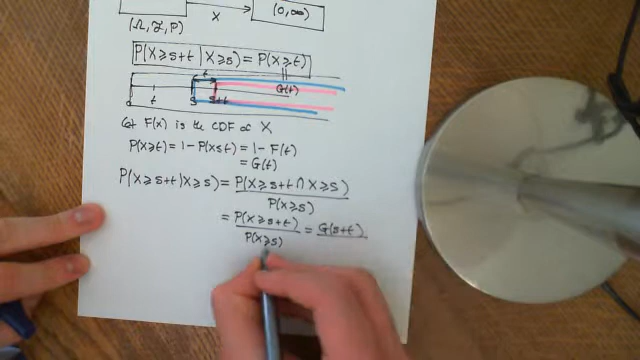 X
(0, ∞)
(Ω, F, P)
P(X ≥ s+t | X ≥ s) = P(X ≥ t)
t
G(t)
0 t s s+t
Let F(x) is the CDF of X
P(X ≥ t) = 1 - P(X ≤ t) = 1 - F(t)
= G(t)
P(X ≥ s+t | X ≥ s) = P(X ≥ s+t ∩ X ≥ s)
P(X ≥ s)
= P(X ≥ s+t) = G(s+t)
P(X ≥ s)